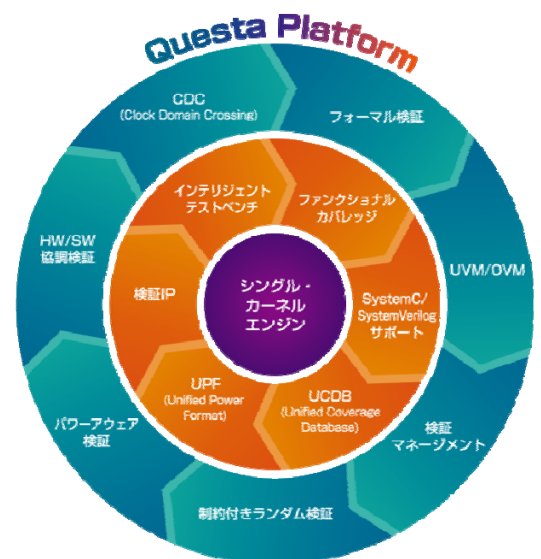 Questa Platform
CDC
(Clock Domain Crossing)
フォーマル検証
インテリジェント
テストベンチ
ファンクショナル
カバレッジ
HW/SW
協調検証
UVM/OVM
検証IP
シングル -
カーネル
エンジン
SystemC/
SystemVerilog
サポート
UPF
(Unified Power
Format)
UCDB
(Unified Coverage
Database)
パワーアウェア
検証
検証
マネージメント
制約付きランダム検証